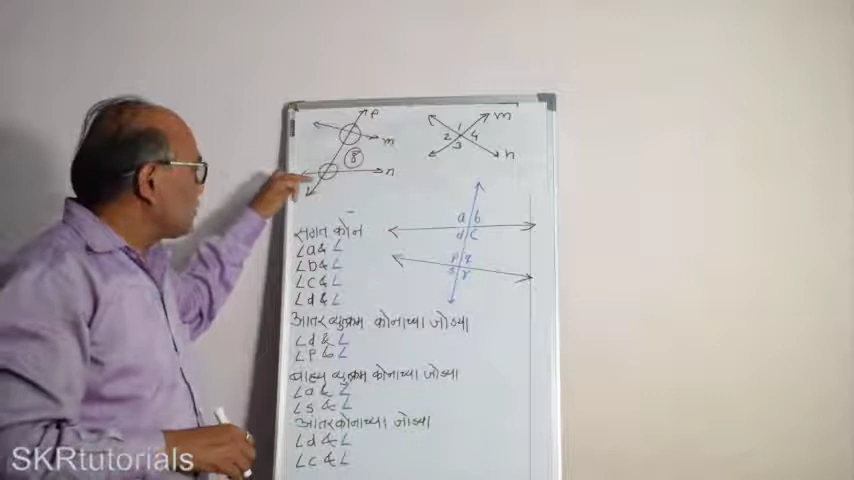 p
m
8
n
m
1
2 4
3
n
संगत कोन
∠a & ∠
∠b & ∠
∠c & ∠
∠d & ∠
a b
d c
p q
s r
आंतर व्युत्क्रम कोनाच्या जोड्या
∠d & ∠
∠p & ∠
बाह्य व्युत्क्रम कोनाच्या जोड्या
∠a & ∠
∠s & ∠
आंतरकोनाच्या जोड्या
∠d & ∠
∠c & ∠
SKRtutorials